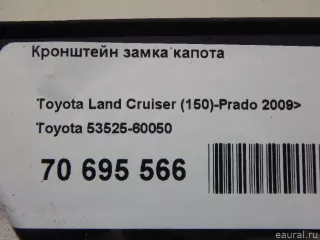 Кронштейн замка капота
Toyota Land Cruiser (150)-Prado 2009>
Toyota 53525-60050
70 695 566
© eaural.ru